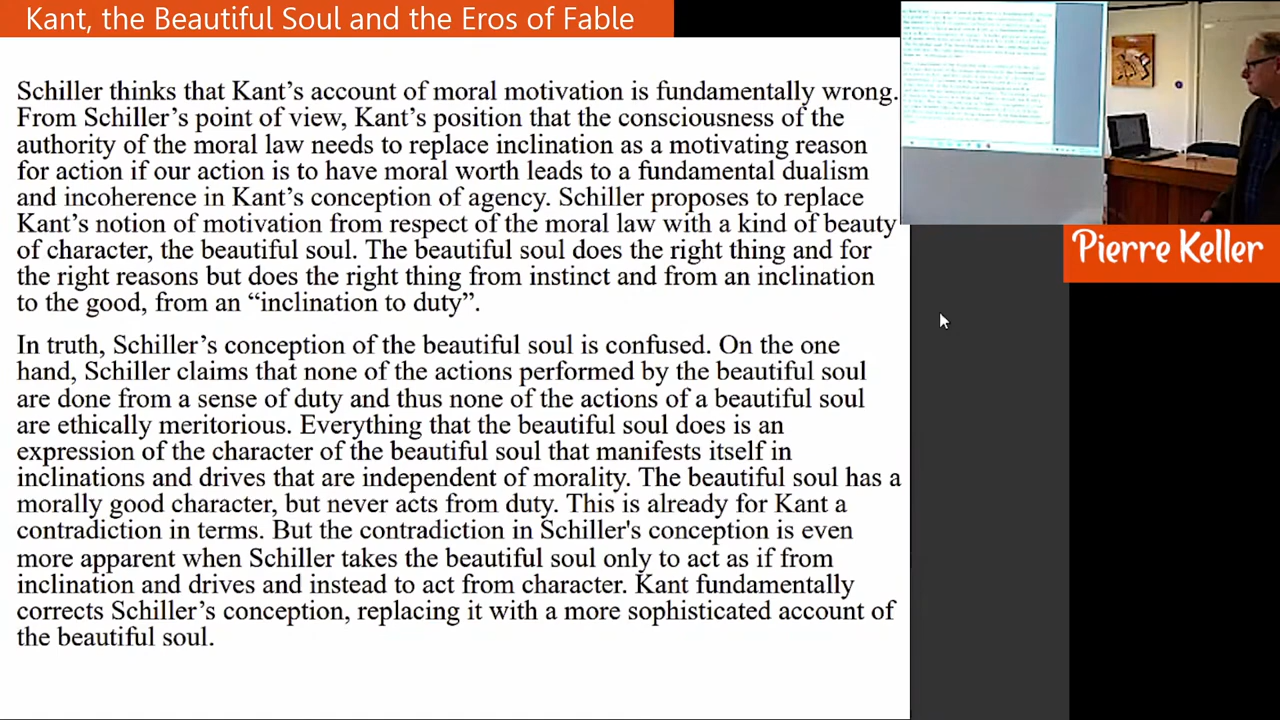 Kant, the Beautiful Soul and the Eros of Fable
Schiller thinks that Kant's account of moral motivation is fundamentally wrong.
From Schiller's point of view, Kant's position that the consciousness of the
authority of the moral law needs to replace inclination as a motivating reason
for action if our action is to have moral worth leads to a fundamental dualism
and incoherence in Kant's conception of agency. Schiller proposes to replace
Kant's notion of motivation from respect of the moral law with a kind of beauty
of character, the beautiful soul. The beautiful soul does the right thing and for
the right reasons but does the right thing from instinct and from an inclination
to the good, from an “inclination to duty”.
In truth, Schiller's conception of the beautiful soul is confused. On the one
hand, Schiller claims that none of the actions performed by the beautiful soul
are done from a sense of duty and thus none of the actions of a beautiful soul
are ethically meritorious. Everything that the beautiful soul does is an
expression of the character of the beautiful soul that manifests itself in
inclinations and drives that are independent of morality. The beautiful soul has a
morally good character, but never acts from duty. This is already for Kant a
contradiction in terms. But the contradiction in Schiller's conception is even
more apparent when Schiller takes the beautiful soul only to act as if from
inclination and drives and instead to act from character. Kant fundamentally
corrects Schiller's conception, replacing it with a more sophisticated account of
the beautiful soul.
Pierre Keller